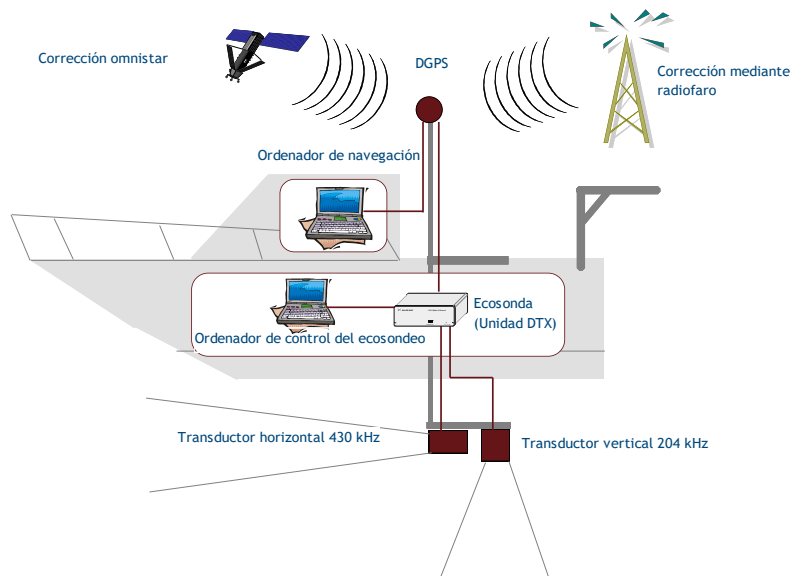 Corrección omnistar
DGPS
Corrección mediante
radiofaro
Ordenador de navegación
Ecosonda
(Unidad DTX)
Ordenador de control del ecosondeo
Transductor horizontal 430 kHz
Transductor vertical 204 kHz